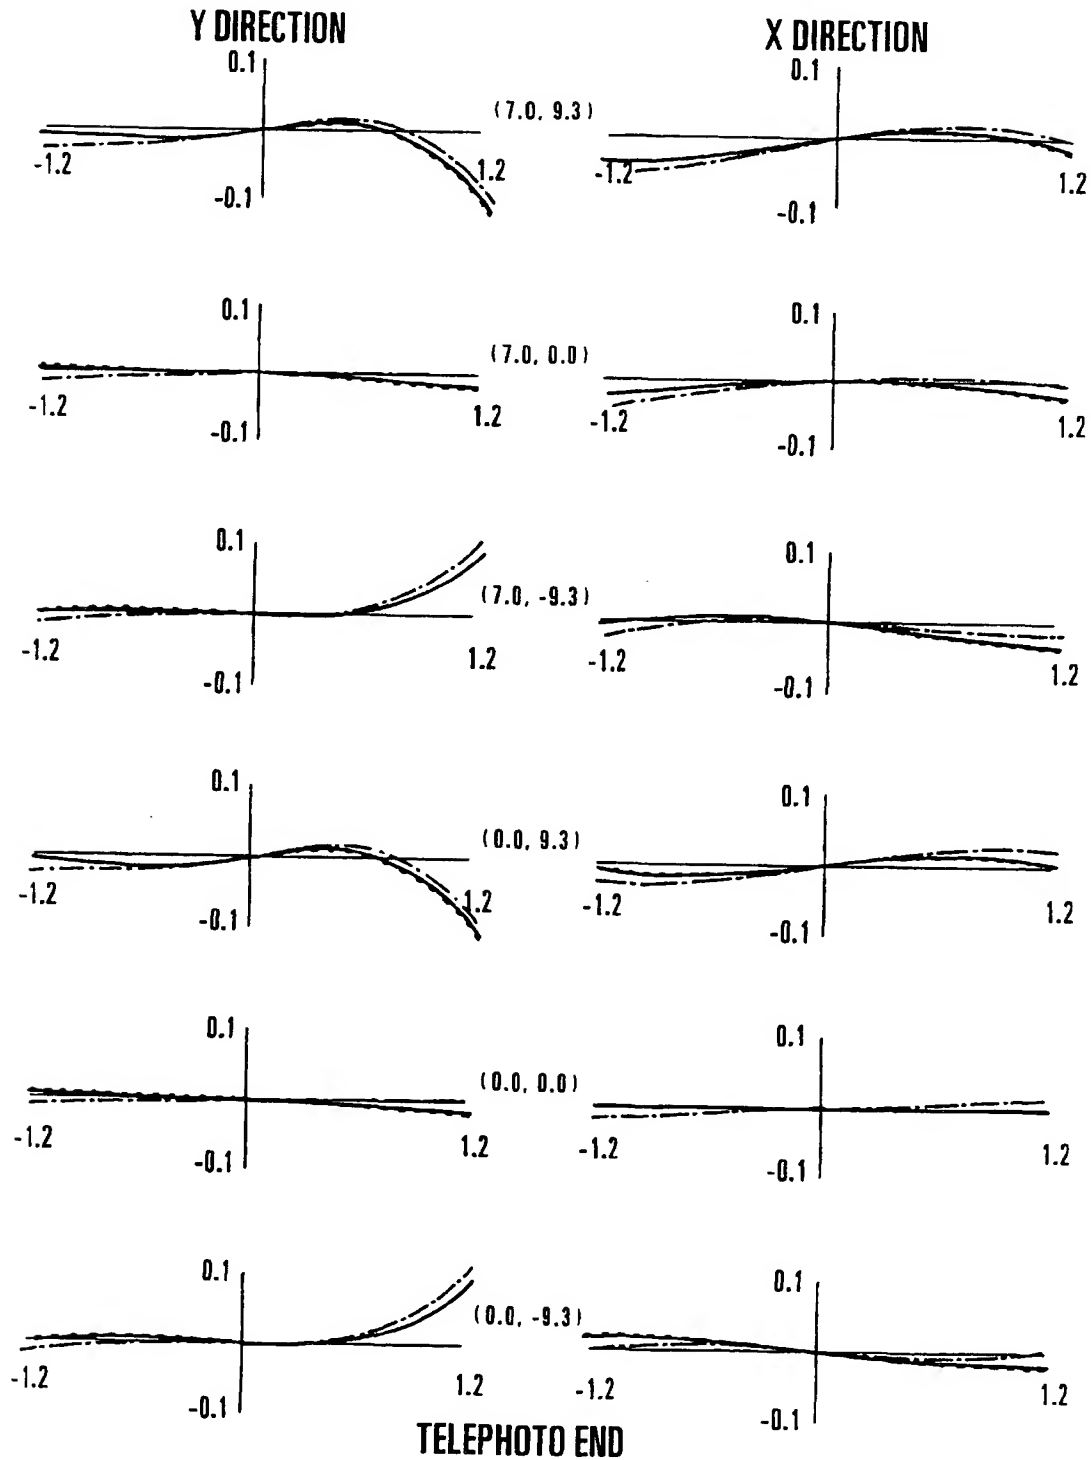 Y DIRECTION X DIRECTION
0.1 (7.0, 9.3) 0.1
-1.2 1.2 -1.2 1.2
-0.1 -0.1
0.1 (7.0, 0.0) 0.1
-1.2 1.2 -1.2 1.2
-0.1 -0.1
0.1 (7.0, -9.3) 0.1
-1.2 1.2 -1.2 1.2
-0.1 -0.1
0.1 (0.0, 9.3) 0.1
-1.2 1.2 -1.2 1.2
-0.1 -0.1
0.1 (0.0, 0.0) 0.1
-1.2 1.2 -1.2 1.2
-0.1 -0.1
0.1 (0.0, -9.3) 0.1
-1.2 1.2 -1.2 1.2
-0.1 -0.1
TELEPHOTO END